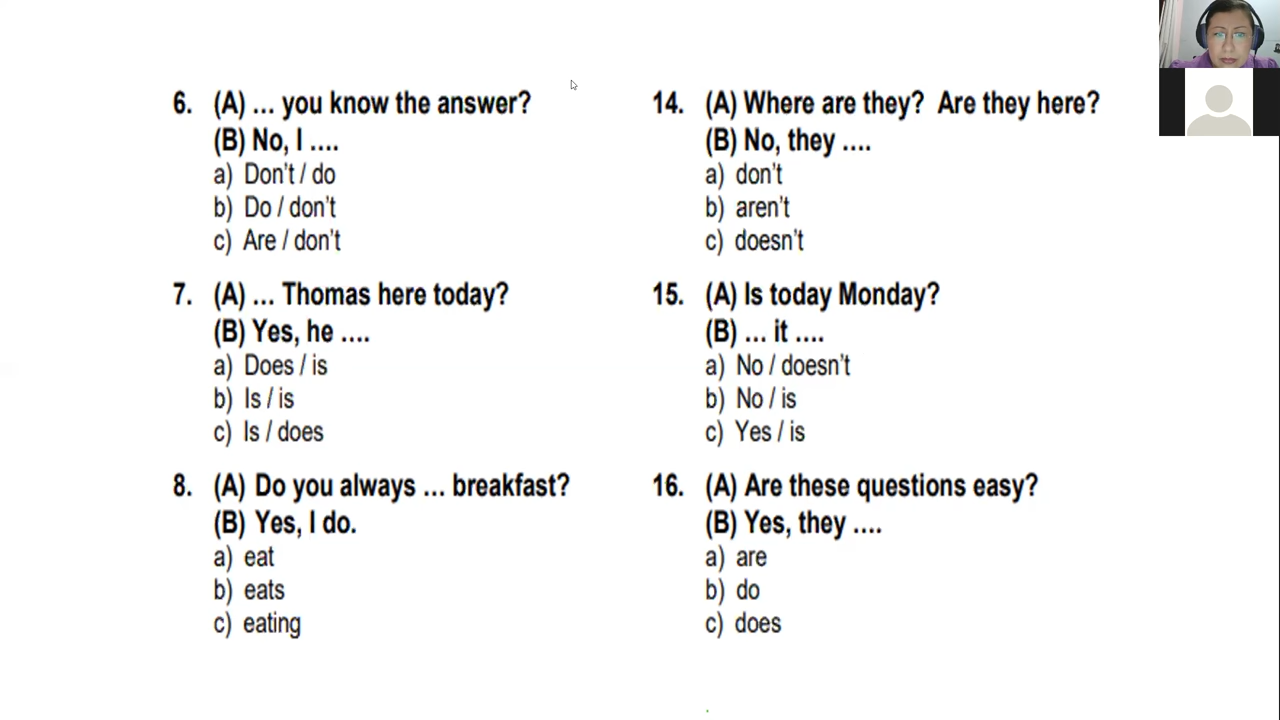 6. (A) … you know the answer?
(B) No, I ….
a) Don't / do
b) Do / don't
c) Are / don't
7. (A) … Thomas here today?
(B) Yes, he ….
a) Does / is
b) Is / is
c) Is / does
8. (A) Do you always … breakfast?
(B) Yes, I do.
a) eat
b) eats
c) eating
14. (A) Where are they? Are they here?
(B) No, they ….
a) don't
b) aren't
c) doesn't
15. (A) Is today Monday?
(B) … it ….
a) No / doesn't
b) No / is
c) Yes / is
16. (A) Are these questions easy?
(B) Yes, they ….
a) are
b) do
c) does